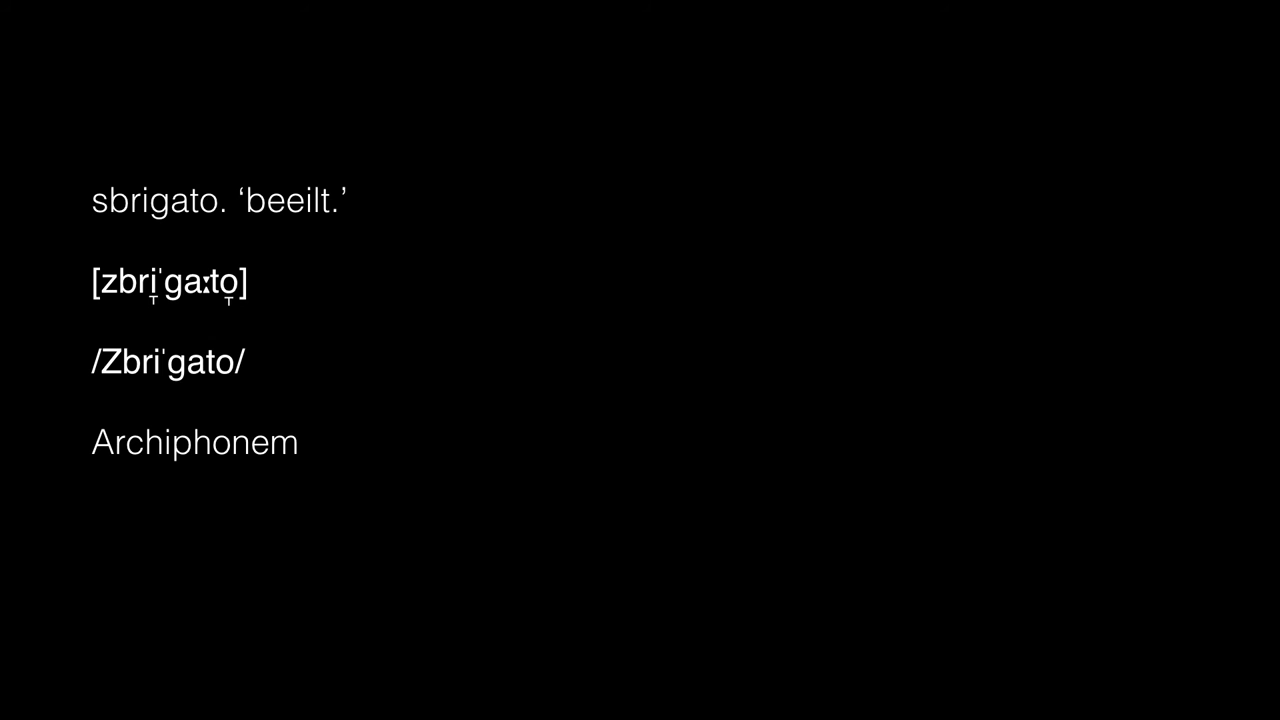 sbrigato. ‘beeilt.’
[zbri̞ˈgaːto̞]
/Zbriˈgato/
Archiphonem